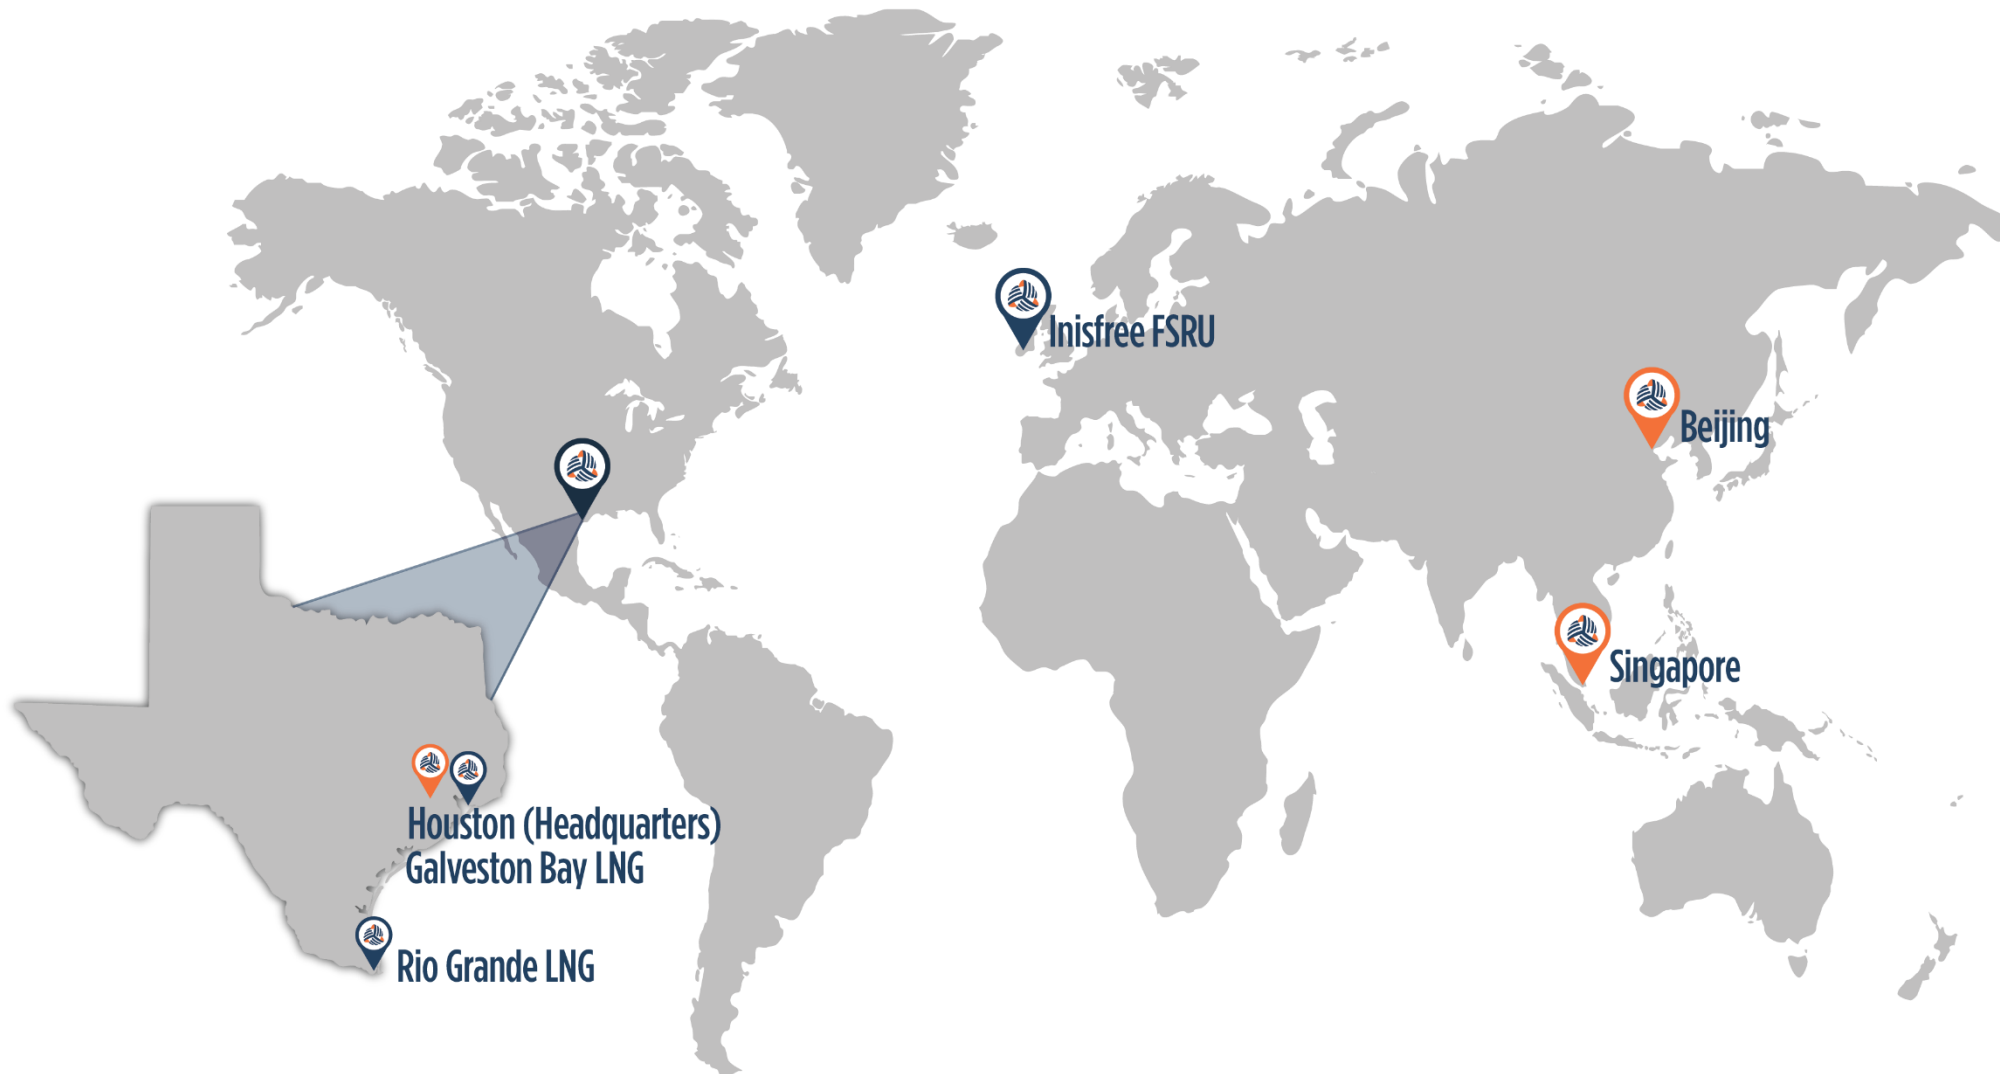 Inisfree FSRU
Beijing
Singapore
Houston (Headquarters)
Galveston Bay LNG
Rio Grande LNG